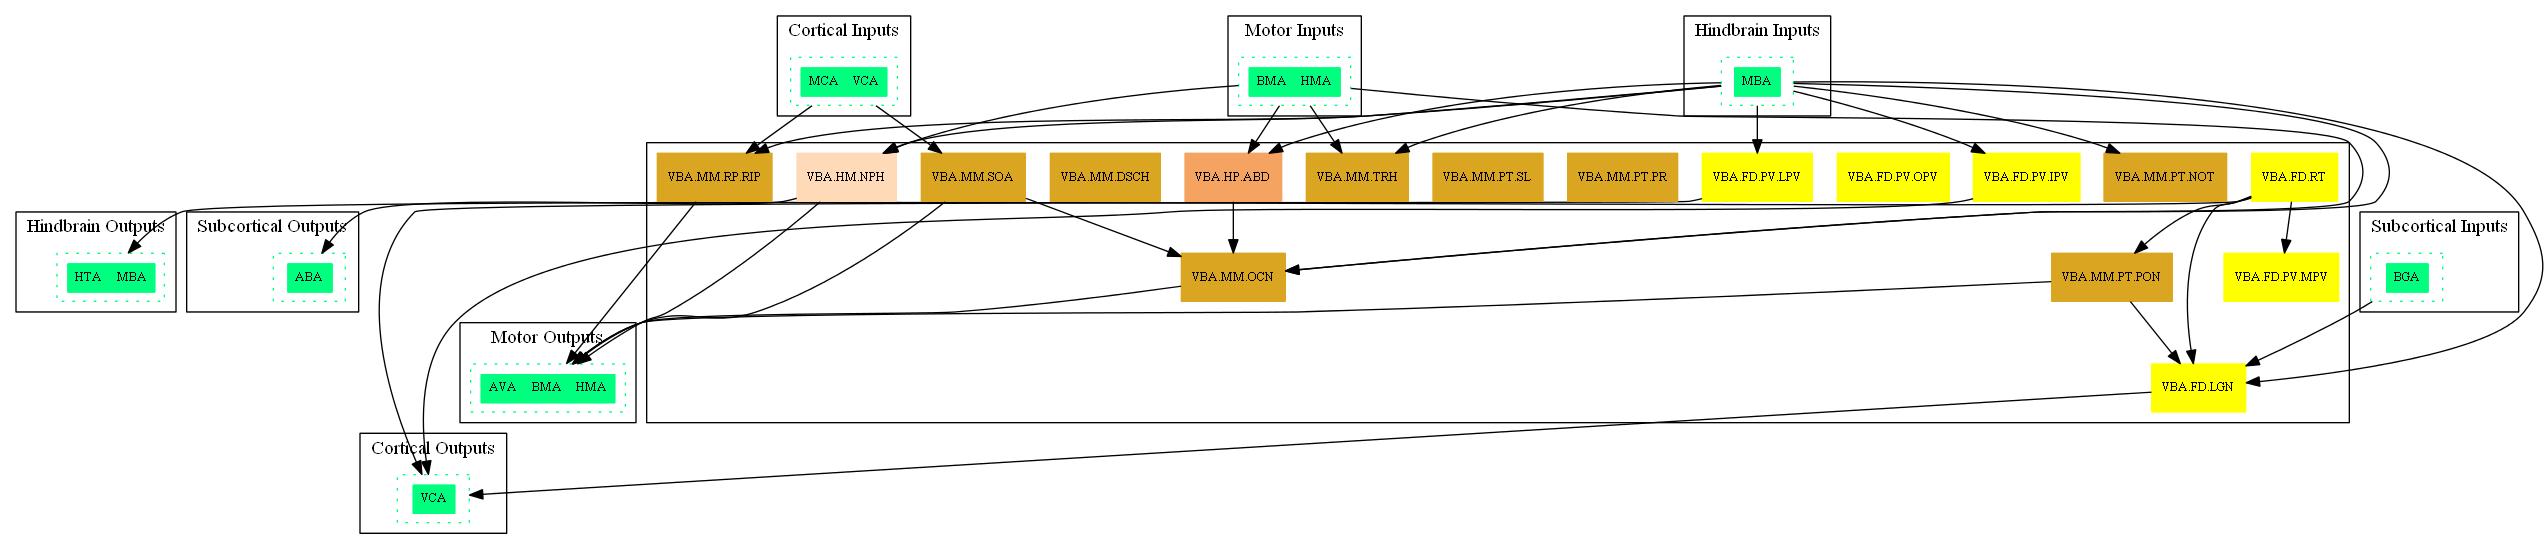 Cortical Inputs
MCA VCA
Motor Inputs
BMA HMA
Hindbrain Inputs
MBA
VBA.MM.RP.RIP
VBA.HM.NPH
VBA.MM.SOA
VBA.MM.DSCH
VBA.HP.ABD
VBA.MM.TRH
VBA.MM.PT.SL
VBA.MM.PT.PR
VBA.FD.PV.LPV
VBA.FD.PV.OPV
VBA.FD.PV.IPV
VBA.MM.PT.NOT
VBA.FD.RT
Hindbrain Outputs
HTA MBA
Subcortical Outputs
ABA
VBA.MM.OCN
VBA.MM.PT.PON
VBA.FD.PV.MPV
Subcortical Inputs
BGA
Motor Outputs
AVA BMA HMA
VBA.FD.LGN
Cortical Outputs
VCA